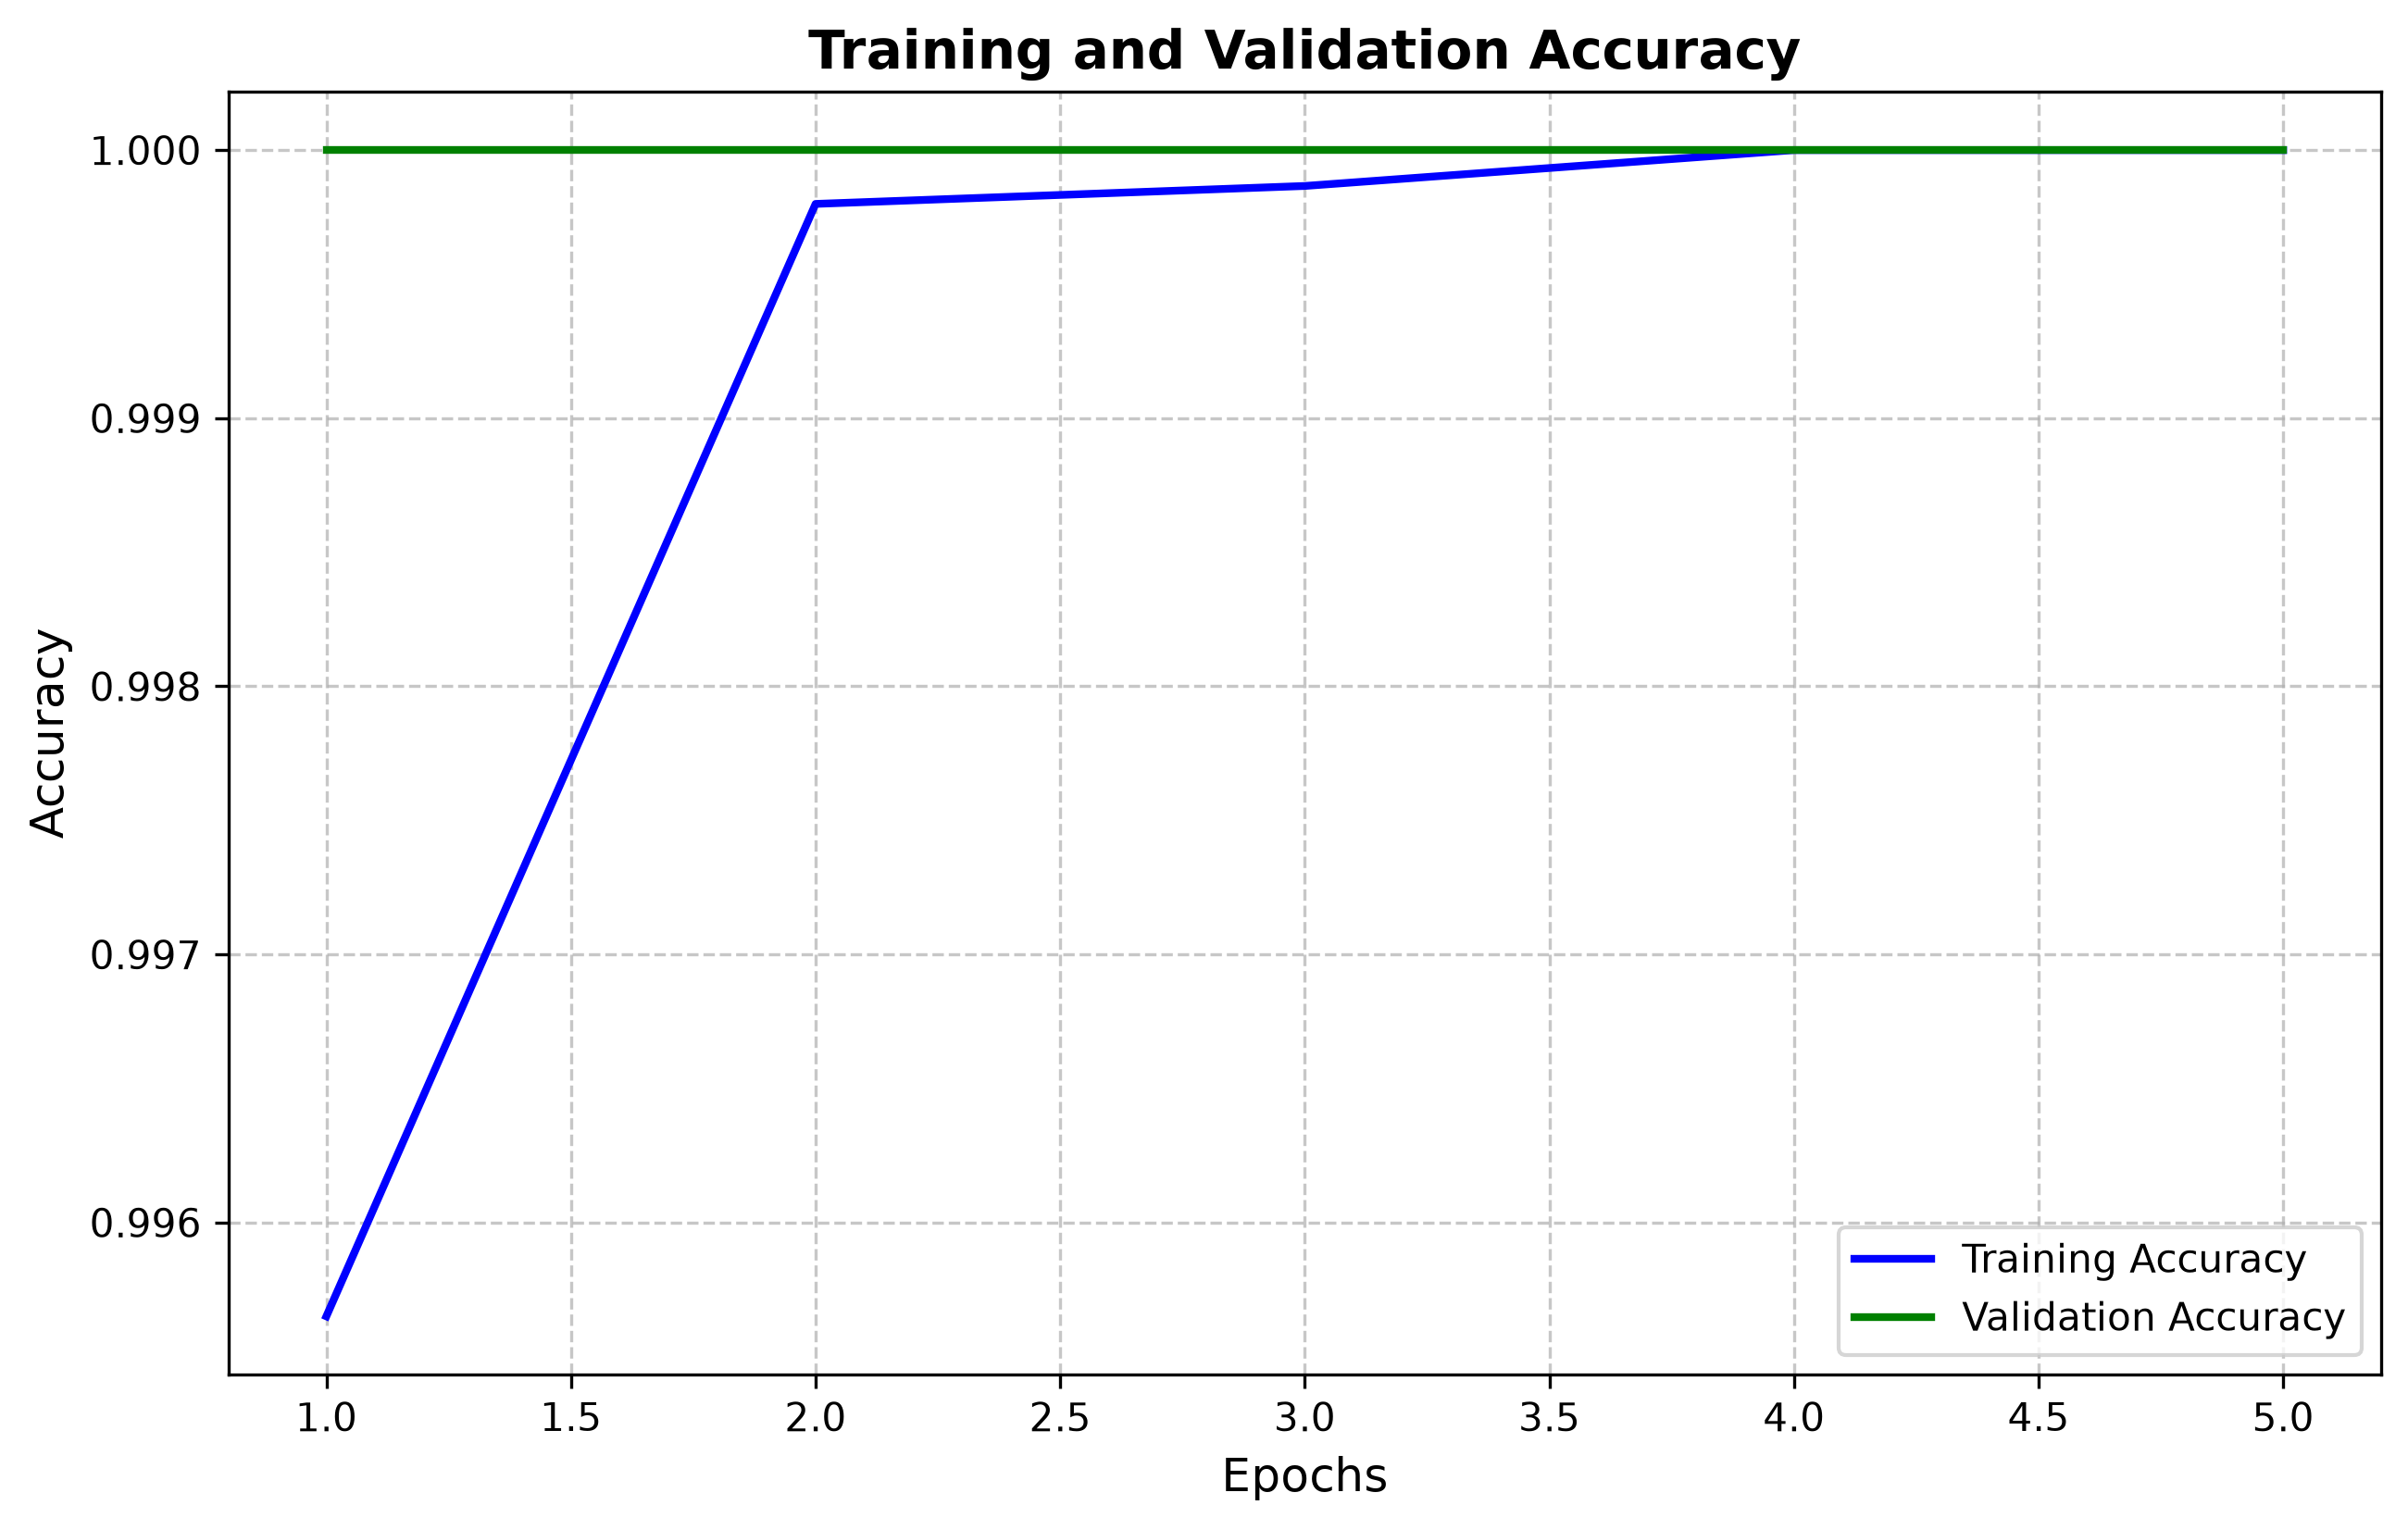 Training and Validation Accuracy
Accuracy
1.000
0.999
0.998
0.997
0.996
Training Accuracy
Validation Accuracy
1.0 1.5 2.0 2.5 3.0 3.5 4.0 4.5 5.0
Epochs